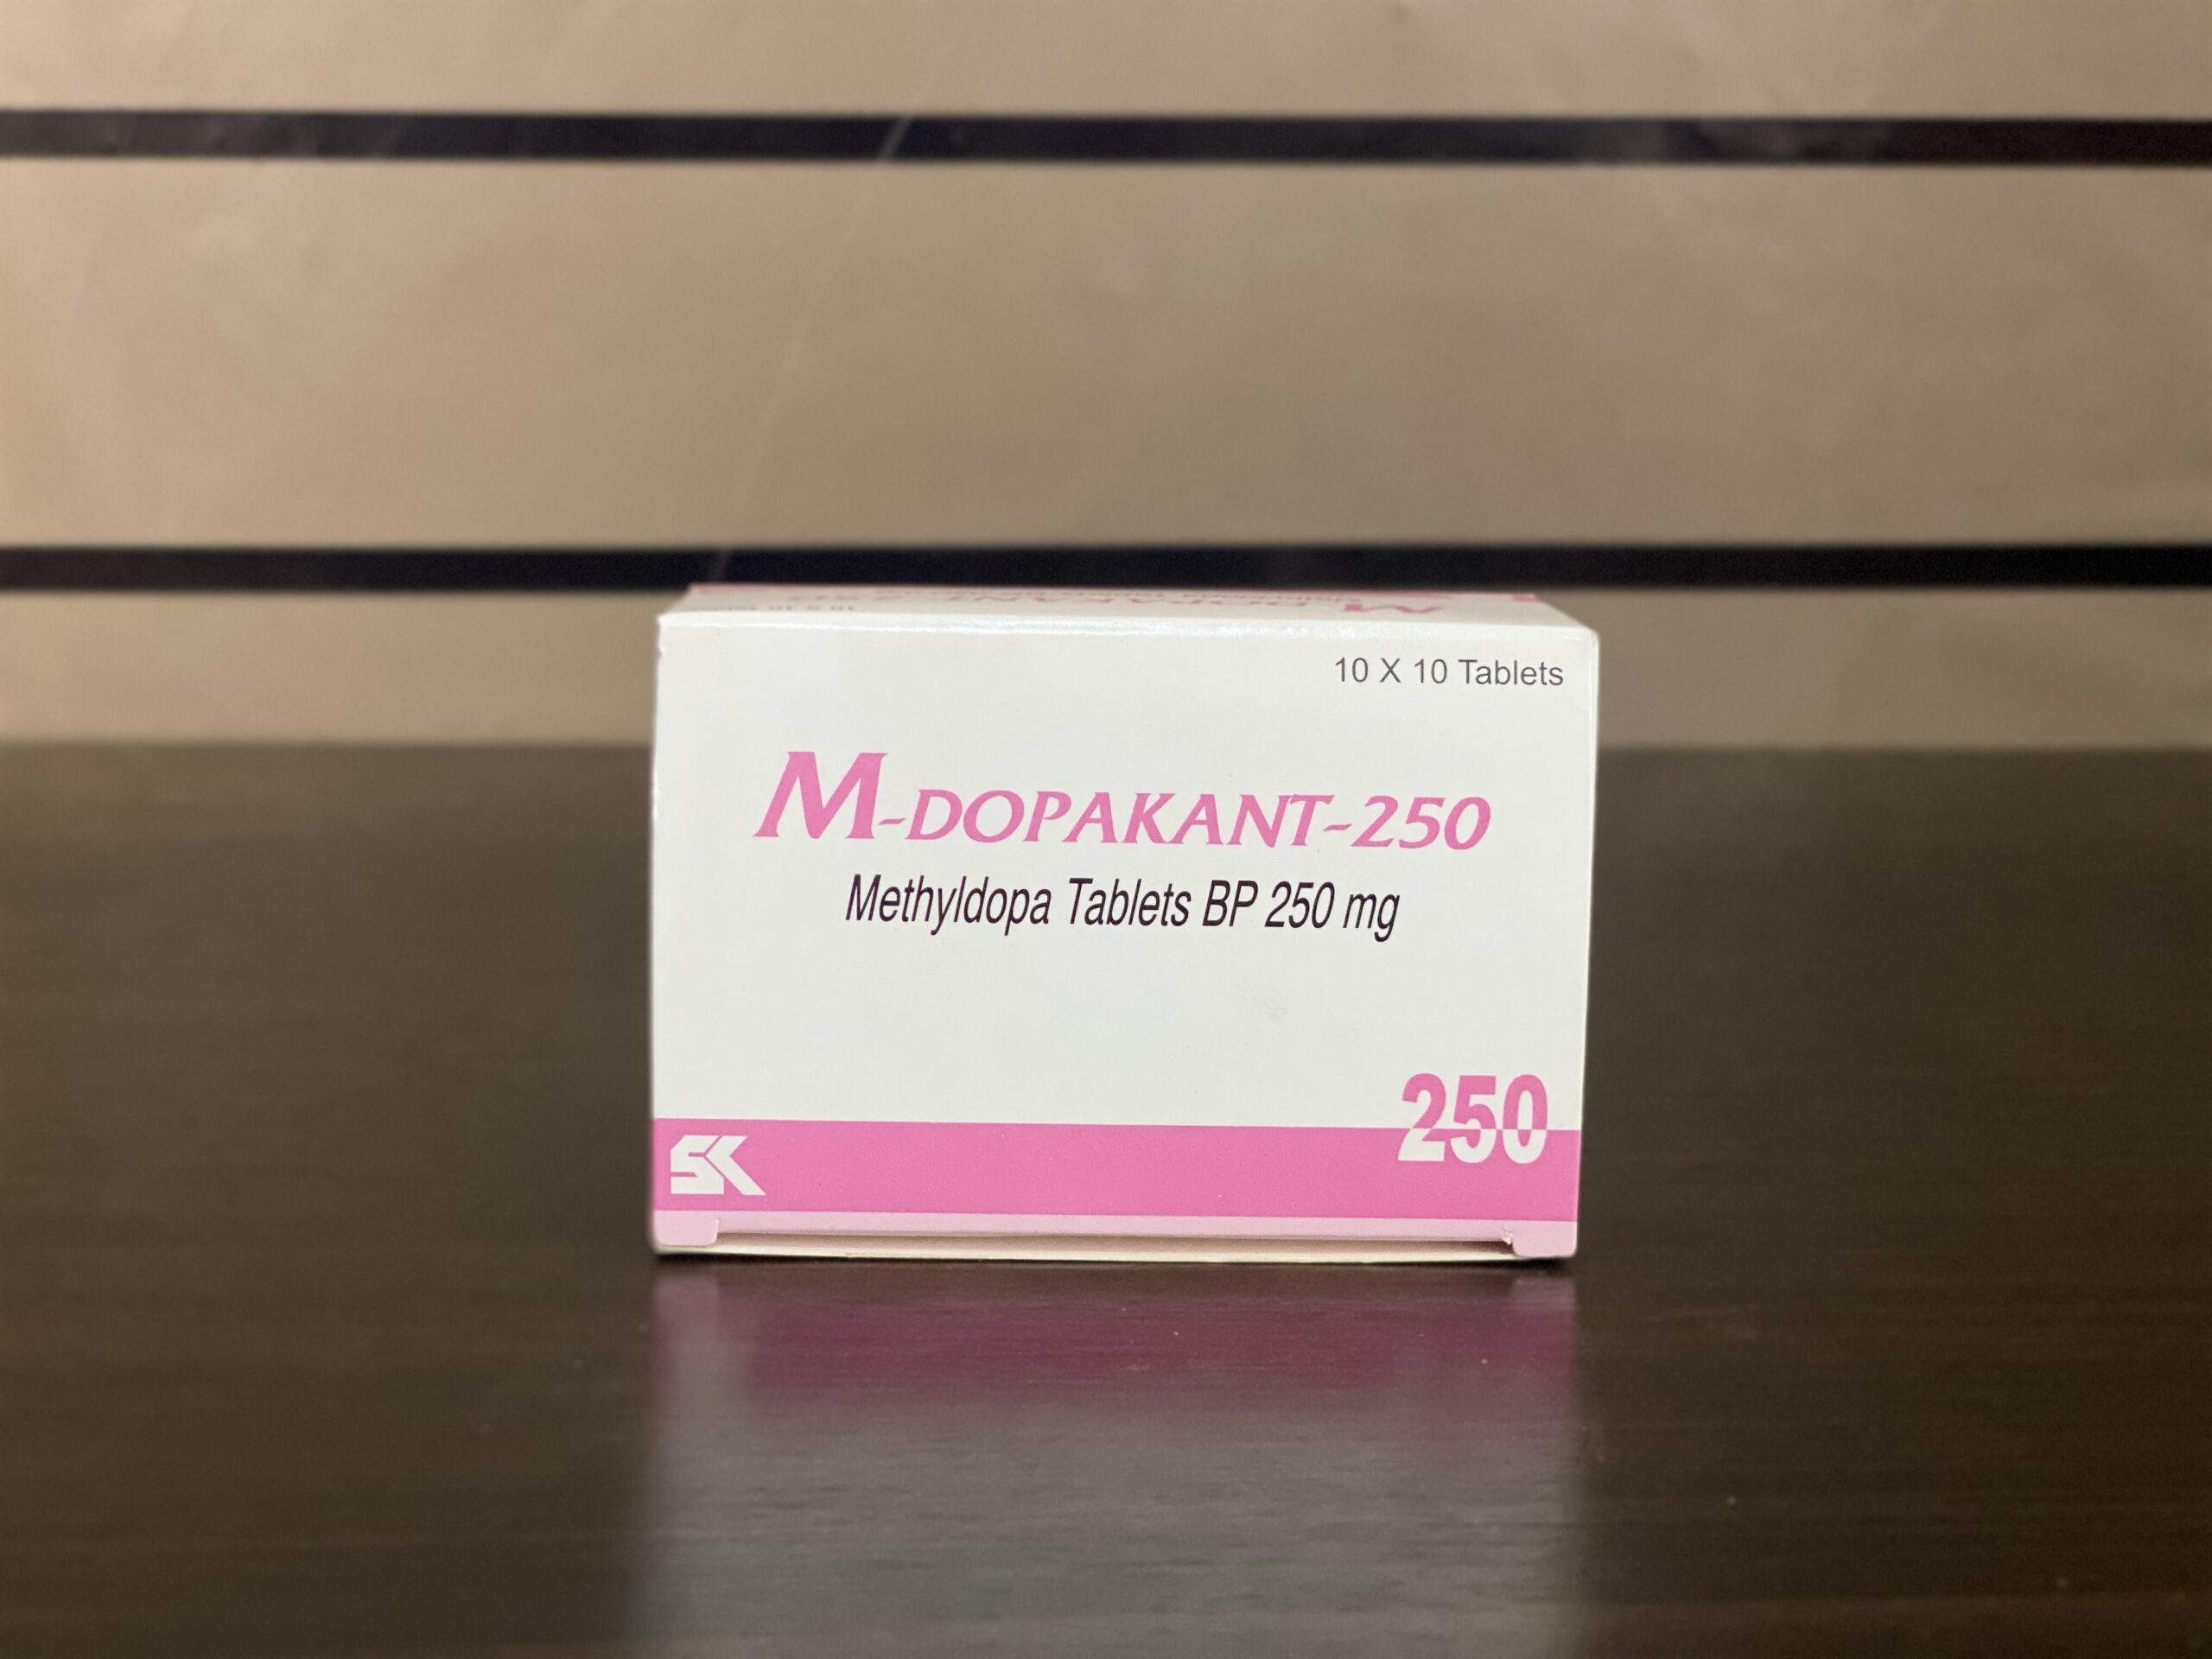 10 X 10 Tablets
M-DOPAKANT-250
Methyldopa Tablets BP 250 mg
250
SK